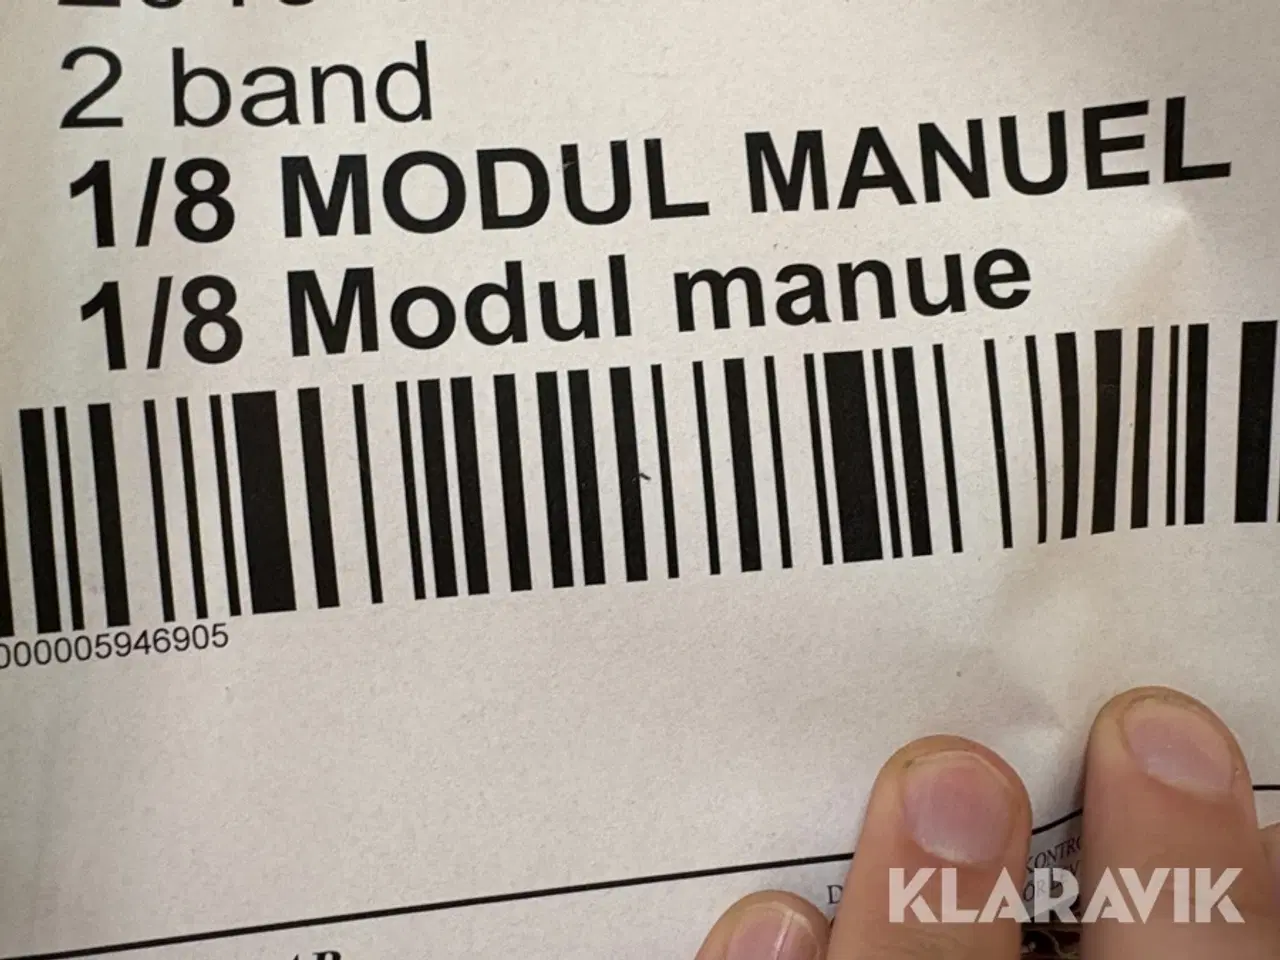 2 band
1/8 MODUL MANUEL
1/8 Modul manue
000005946905
KLARAVIK